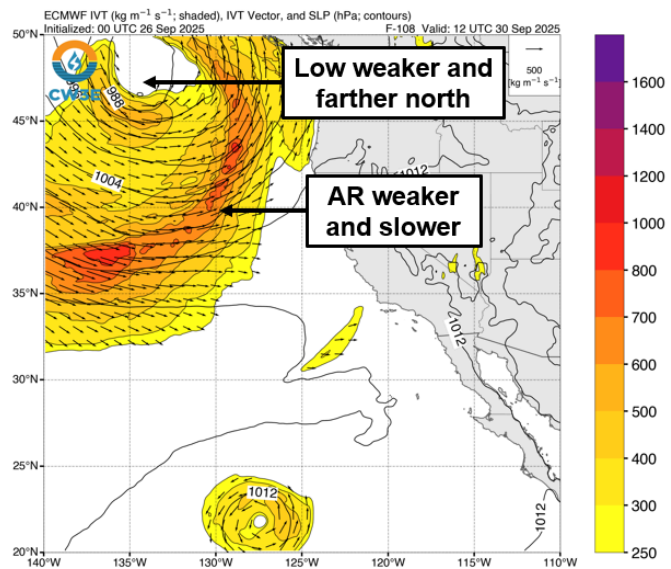 ECMWF IVT (kg m⁻¹ s⁻¹; shaded), IVT Vector, and SLP (hPa; contours)
Initialized: 00 UTC 26 Sep 2025
F-108 Valid: 12 UTC 30 Sep 2025
50°N
45°N
40°N
35°N
30°N
25°N
20°N
140°W
135°W
130°W
125°W
120°W
115°W
110°W
CW3E
Low weaker and
farther north
500
[kg m⁻¹ s⁻¹]
988
1004
1012
AR weaker
and slower
1012
1012
1012
1600
1400
1200
1000
800
700
600
500
400
300
250